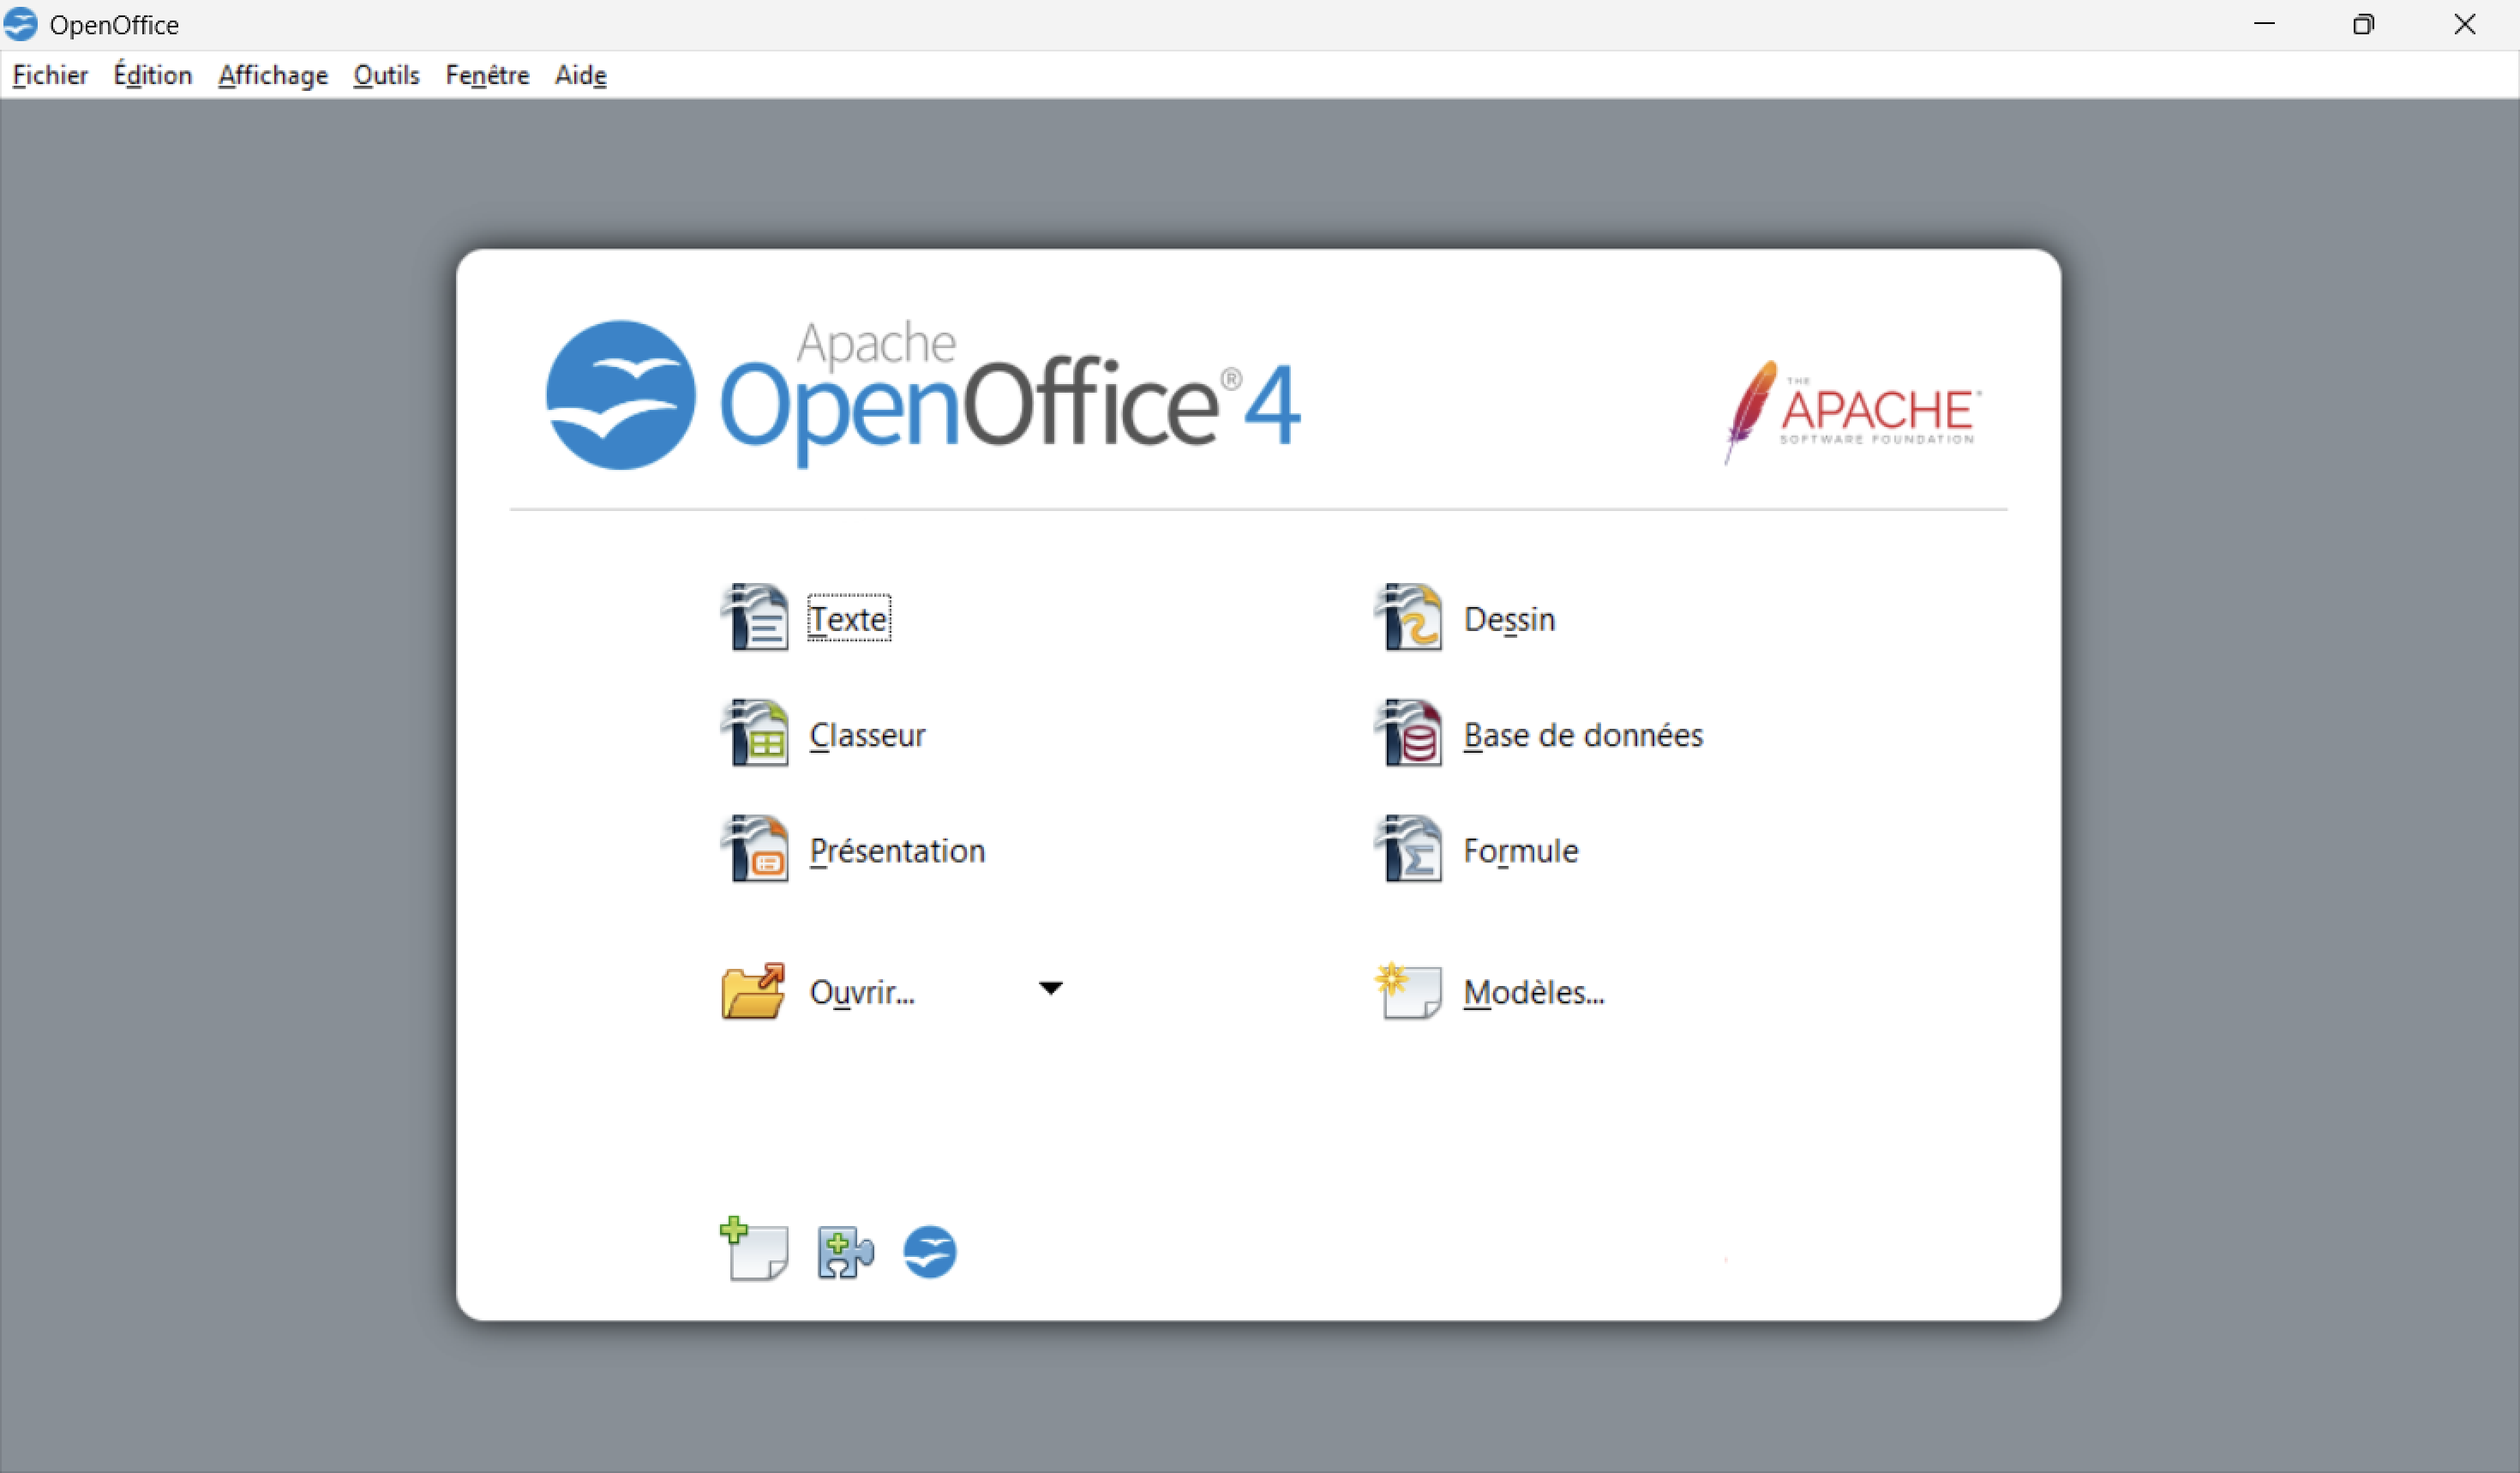 OpenOffice
Fichier Édition Affichage Outils Fenêtre Aide
Apache
OpenOffice®4
THE
APACHE™
SOFTWARE FOUNDATION
Texte
Dessin
Classeur
Base de données
Présentation
Formule
Ouvrir...
Modèles...